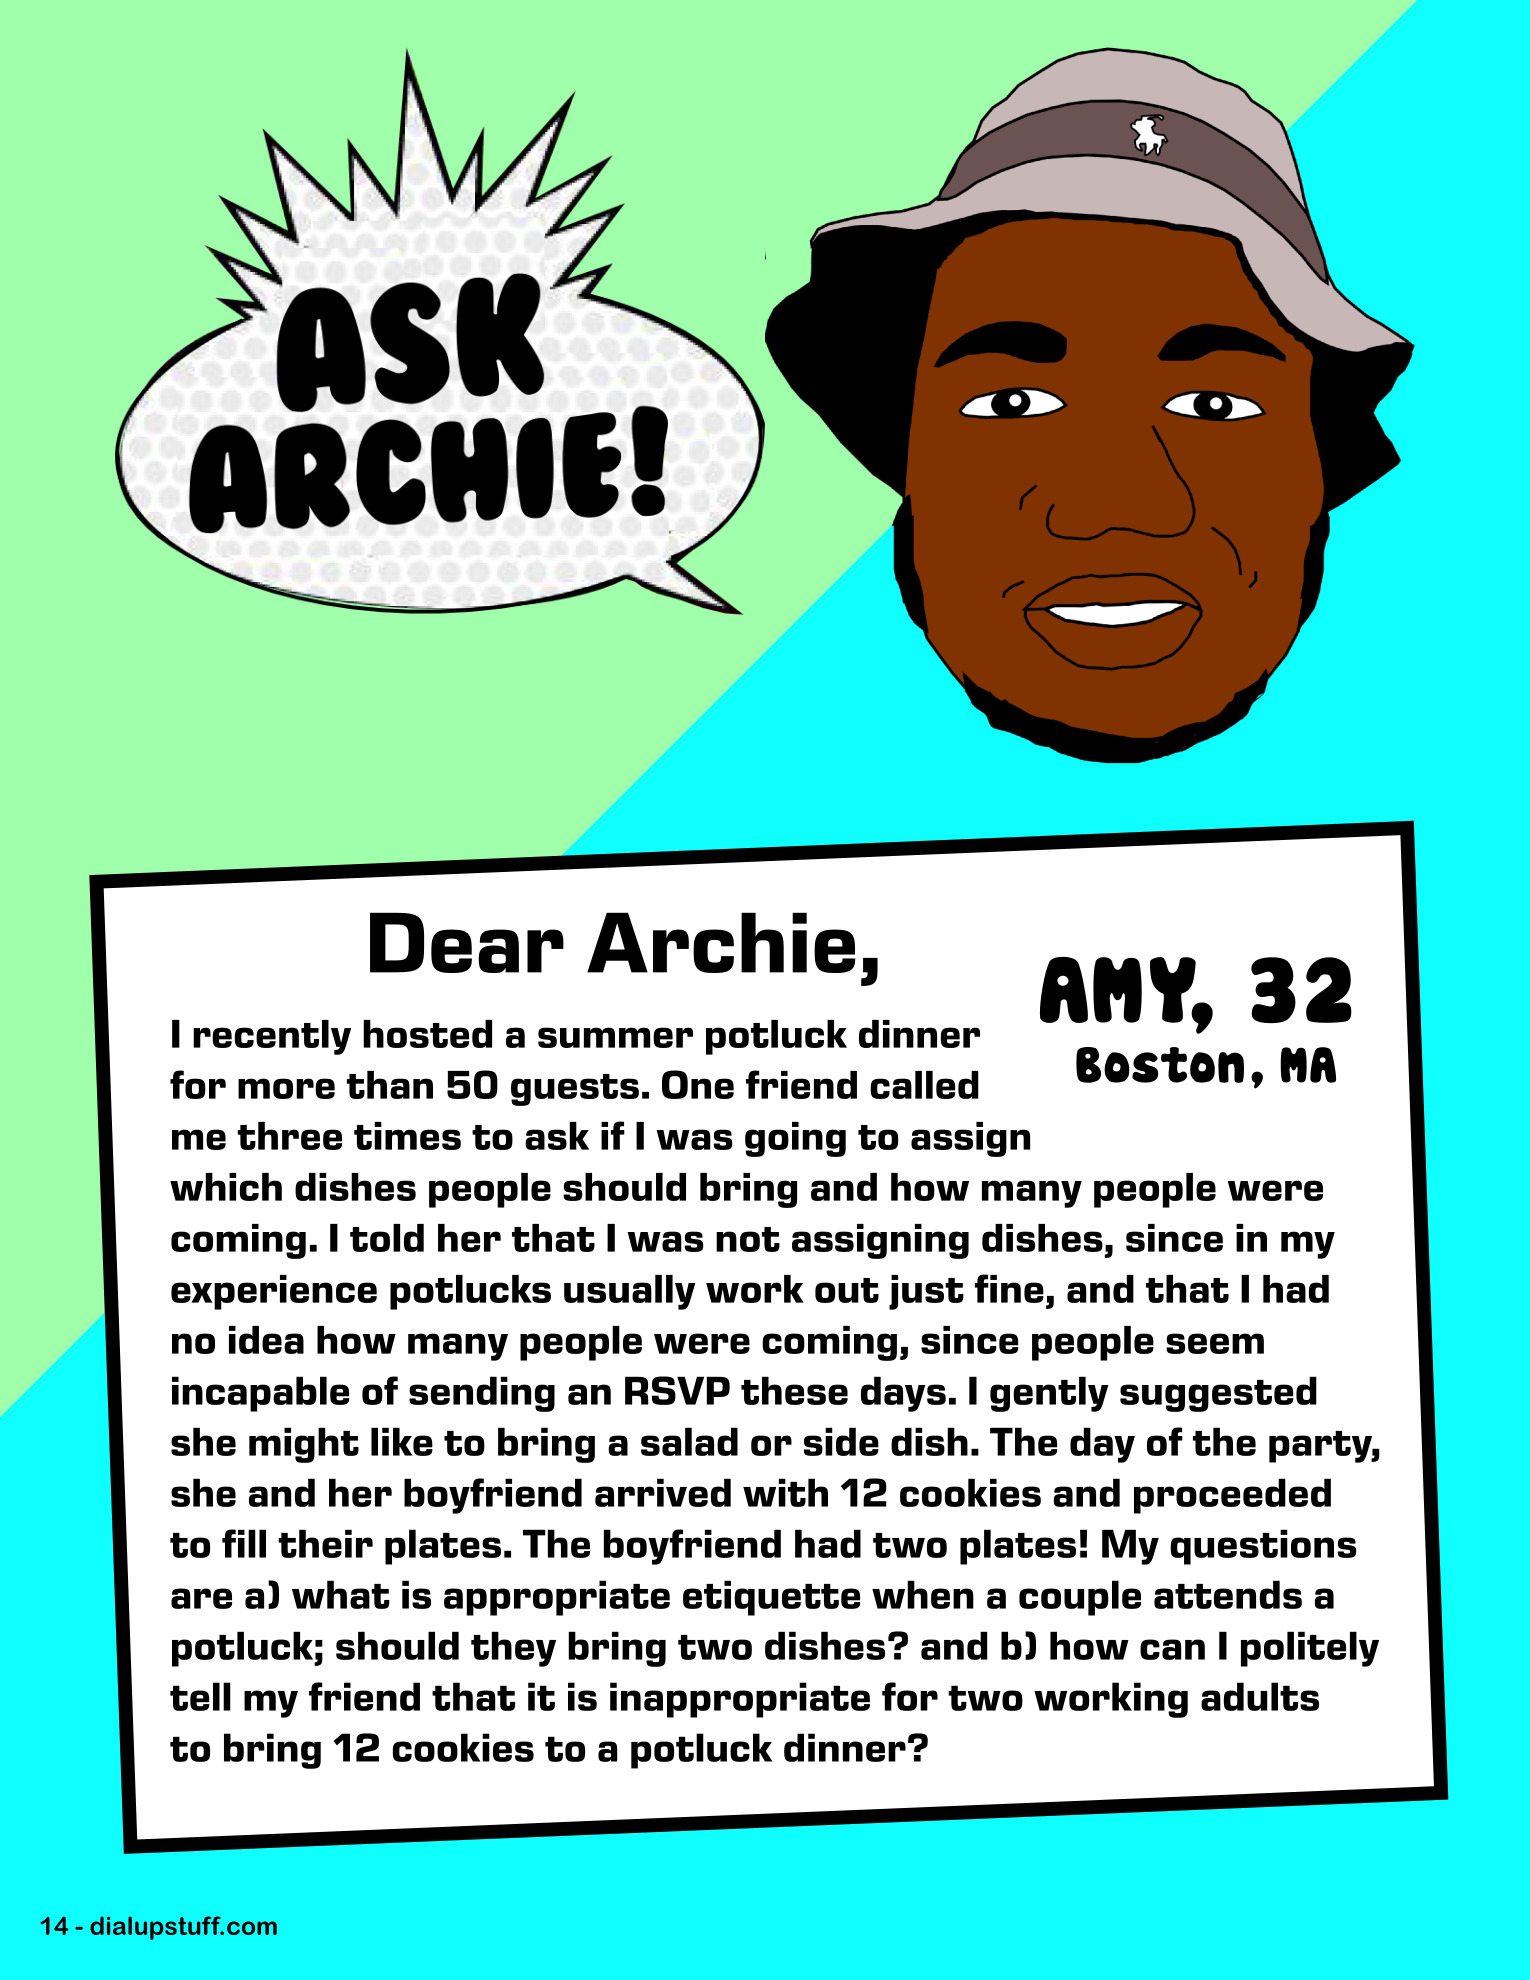 ASK
ARCHIE!
Dear Archie,
AMY, 32
Boston, MA
I recently hosted a summer potluck dinner
for more than 50 guests. One friend called
me three times to ask if I was going to assign
which dishes people should bring and how many people were
coming. I told her that I was not assigning dishes, since in my
experience potlucks usually work out just fine, and that I had
no idea how many people were coming, since people seem
incapable of sending an RSVP these days. I gently suggested
she might like to bring a salad or side dish. The day of the party,
she and her boyfriend arrived with 12 cookies and proceeded
to fill their plates. The boyfriend had two plates! My questions
are a) what is appropriate etiquette when a couple attends a
potluck; should they bring two dishes? and b) how can I politely
tell my friend that it is inappropriate for two working adults
to bring 12 cookies to a potluck dinner?
14 - dialupstuff.com